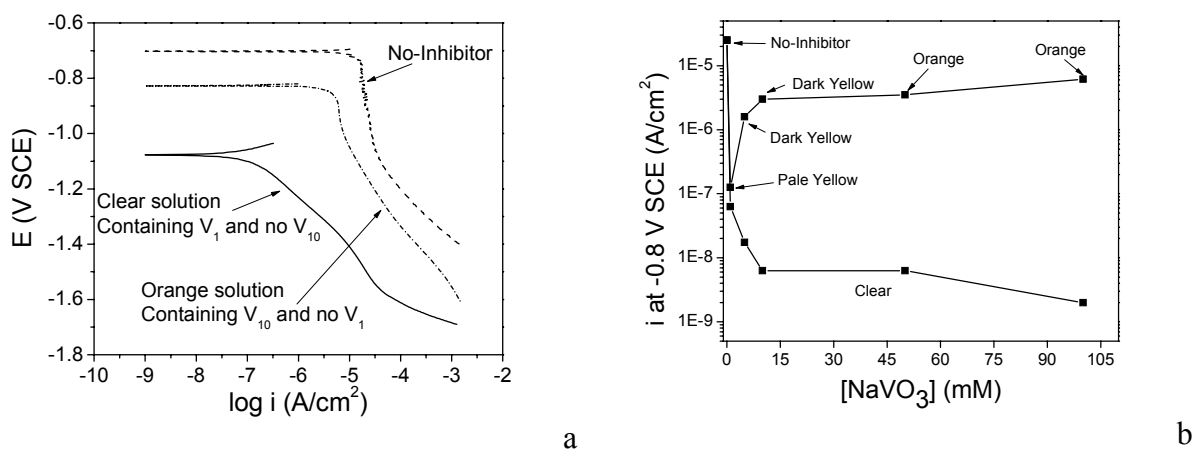 -0.6
-0.8
-1.0
-1.2
-1.4
-1.6
-1.8
E (V SCE)
No-Inhibitor
Clear solution
Containing V₁ and no V₁₀
Orange solution
Containing V₁₀ and no V₁
-10 -9 -8 -7 -6 -5 -4 -3 -2
log i (A/cm²)
a
1E-5
1E-6
1E-7
1E-8
1E-9
i at -0.8 V SCE (A/cm²)
No-Inhibitor
Orange
Orange
Dark Yellow
Dark Yellow
Pale Yellow
Clear
0 15 30 45 60 75 90 105
[NaVO₃] (mM)
b